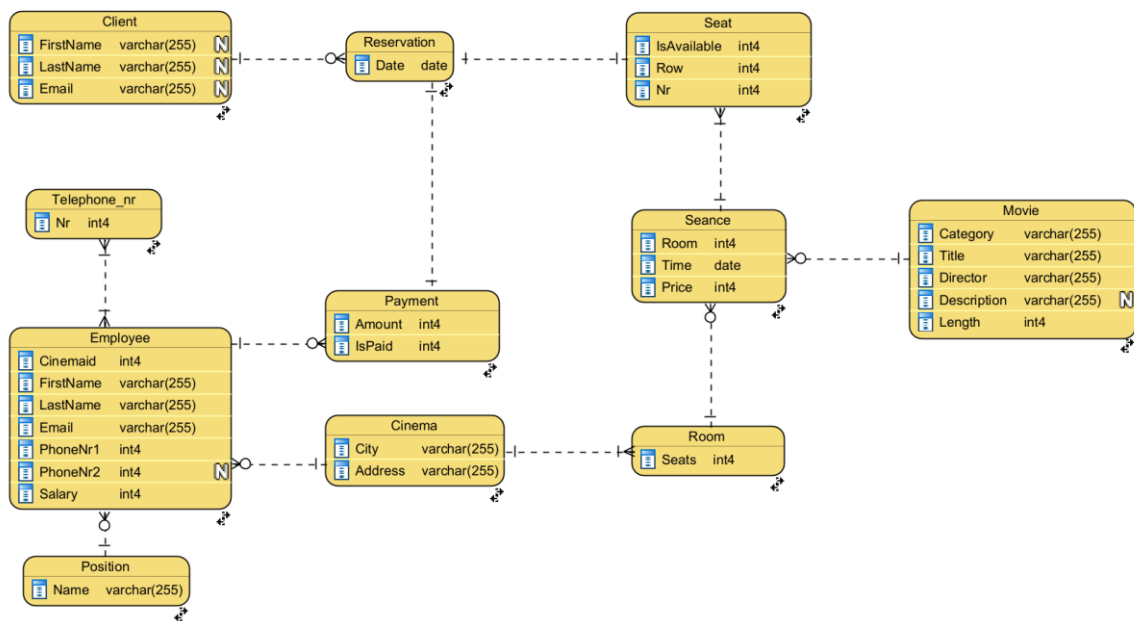 Client
FirstName varchar(255) N
LastName varchar(255) N
Email varchar(255) N
Reservation
Date date
Seat
IsAvailable int4
Row int4
Nr int4
Telephone_nr
Nr int4
Seance
Room int4
Time date
Price int4
Movie
Category varchar(255)
Title varchar(255)
Director varchar(255)
Description varchar(255) N
Length int4
Payment
Amount int4
IsPaid int4
Employee
Cinemaid int4
FirstName varchar(255)
LastName varchar(255)
Email varchar(255)
PhoneNr1 int4
PhoneNr2 int4 N
Salary int4
Cinema
City varchar(255)
Address varchar(255)
Room
Seats int4
Position
Name varchar(255)